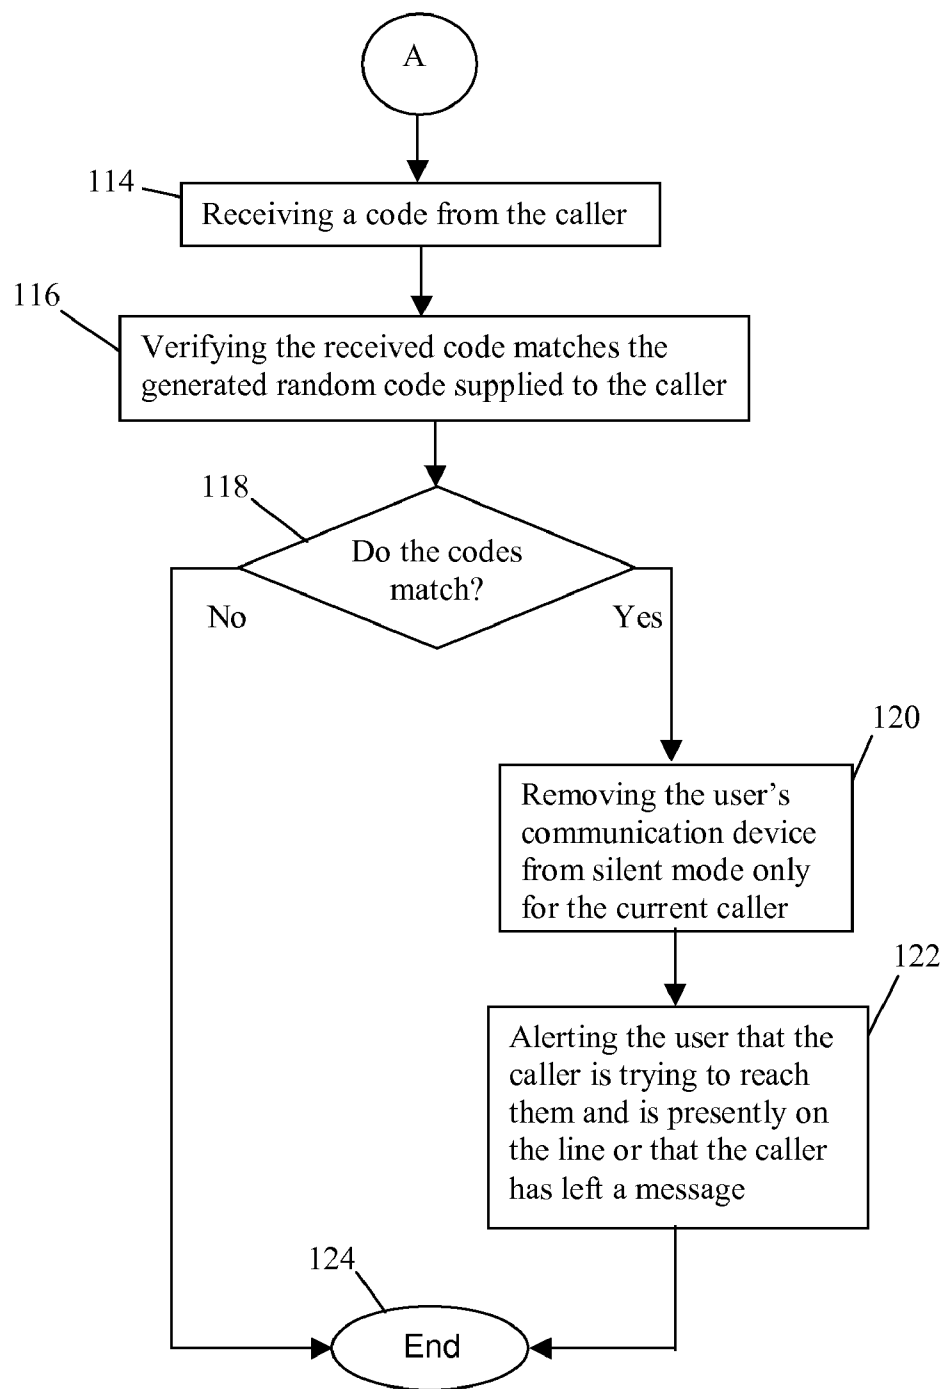 A
114
Receiving a code from the caller
116
Verifying the received code matches the
generated random code supplied to the caller
118
Do the codes
match?
No
Yes
120
Removing the user's
communication device
from silent mode only
for the current caller
122
Alerting the user that the
caller is trying to reach
them and is presently on
the line or that the caller
has left a message
124
End